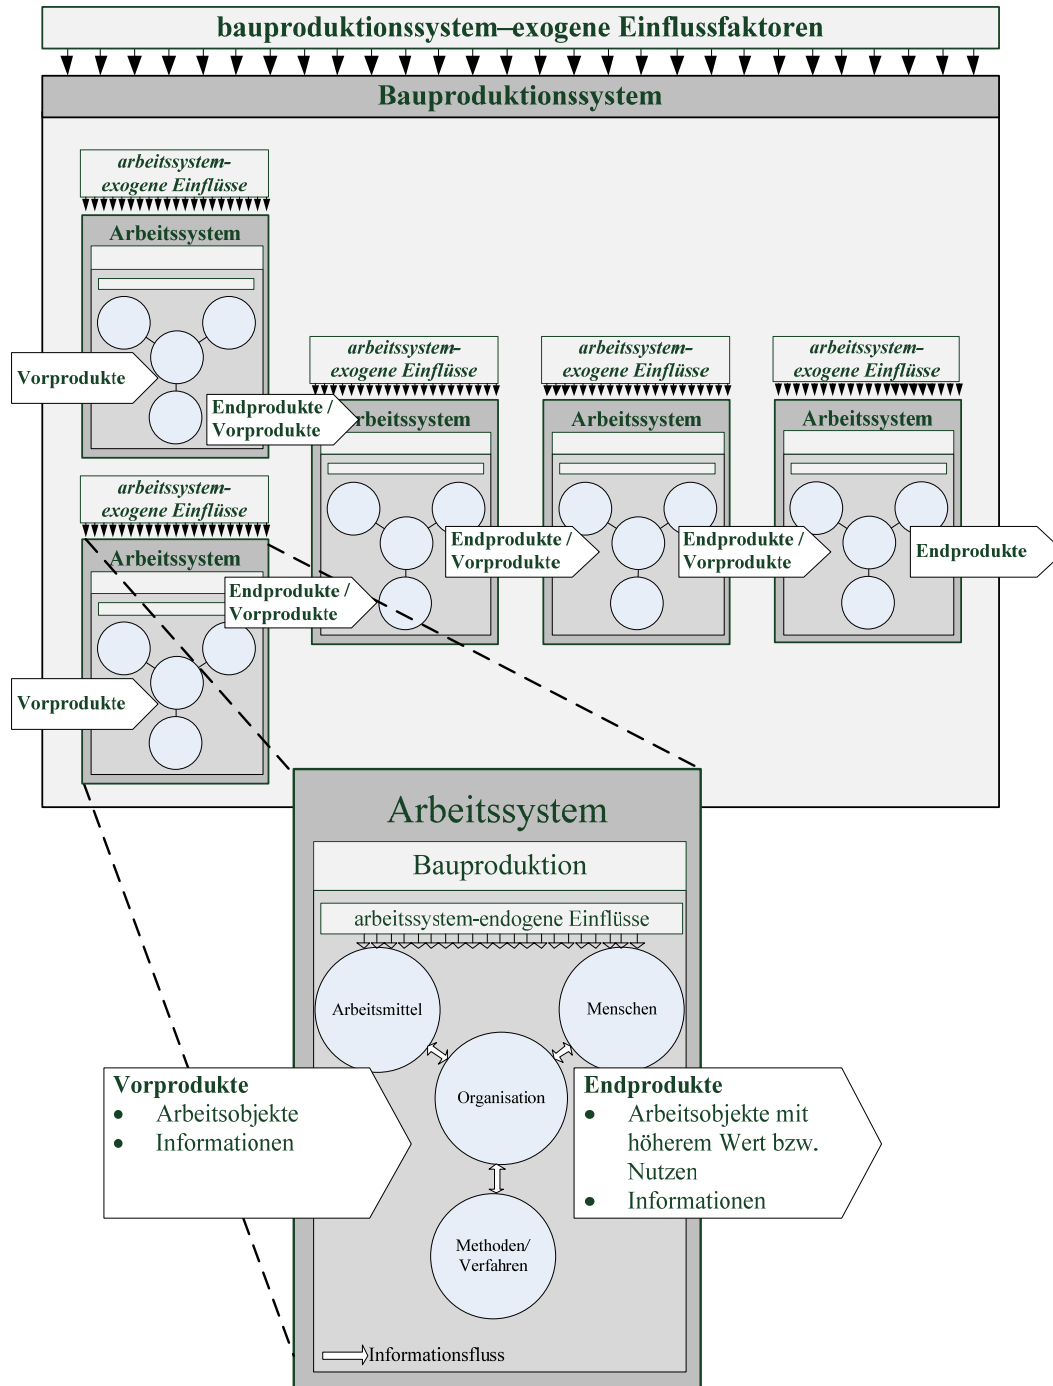 bauproduktionssystem–exogene Einflussfaktoren
Bauproduktionssystem
arbeitssystem-
exogene Einflüsse
Arbeitssystem
Vorprodukte
Endprodukte /
Vorprodukte
arbeitssystem-
exogene Einflüsse
Arbeitssystem
Endprodukte /
Vorprodukte
arbeitssystem-
exogene Einflüsse
Arbeitssystem
Endprodukte /
Vorprodukte
arbeitssystem-
exogene Einflüsse
Arbeitssystem
Endprodukte
arbeitssystem-
exogene Einflüsse
Arbeitssystem
Endprodukte /
Vorprodukte
Vorprodukte
Arbeitssystem
Bauproduktion
arbeitssystem-endogene Einflüsse
Arbeitsmittel
Menschen
Organisation
Methoden/
Verfahren
Vorprodukte
• Arbeitsobjekte
• Informationen
Endprodukte
• Arbeitsobjekte mit
höherem Wert bzw.
Nutzen
• Informationen
Informationsfluss